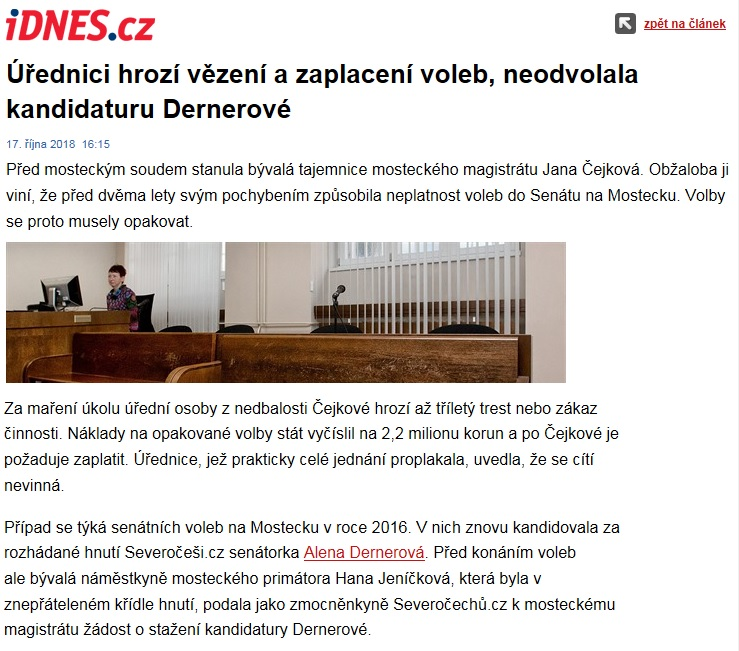 iDNES.cz
zpět na článek
Úřednici hrozí vězení a zaplacení voleb, neodvolala
kandidaturu Dernerové
17. října 2018 16:15
Před mosteckým soudem stanula bývalá tajemnice mosteckého magistrátu Jana Čejková. Obžaloba ji
viní, že před dvěma lety svým pochybením způsobila neplatnost voleb do Senátu na Mostecku. Volby
se proto musely opakovat.
Za maření úkolu úřední osoby z nedbalosti Čejkové hrozí až tříletý trest nebo zákaz
činnosti. Náklady na opakované volby stát vyčíslil na 2,2 milionu korun a po Čejkové je
požaduje zaplatit. Úřednice, jež prakticky celé jednání proplakala, uvedla, že se cítí
nevinná.
Případ se týká senátních voleb na Mostecku v roce 2016. V nich znovu kandidovala za
rozhádané hnutí Severočeši.cz senátorka Alena Dernerová. Před konáním voleb
ale bývalá náměstkyně mosteckého primátora Hana Jeníčková, která byla v
znepřáteleném křídle hnutí, podala jako zmocněnkyně Severočechů.cz k mosteckému
magistrátu žádost o stažení kandidatury Dernerové.